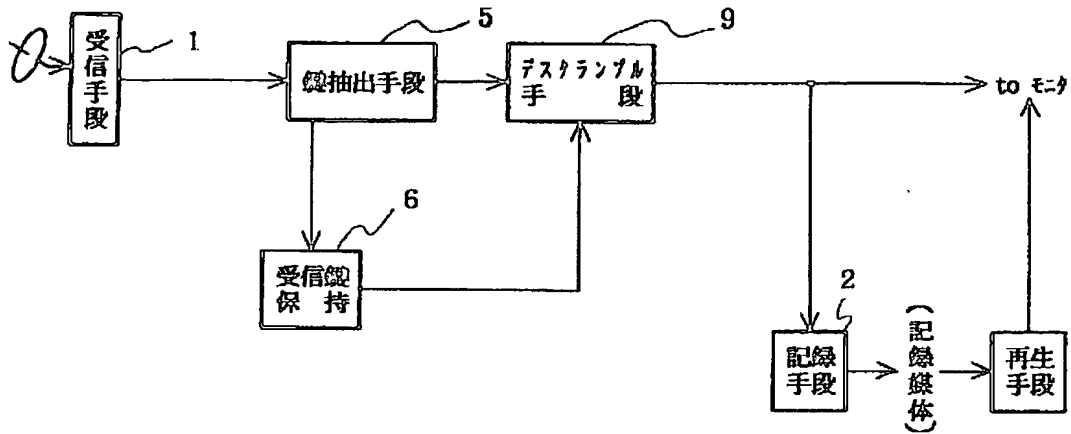 受信手段
1
5
鍵抽出手段
9
デスクランブル
手段
to モニタ
6
受信鍵
保持
2
記録
手段
(記録媒体)
再生
手段